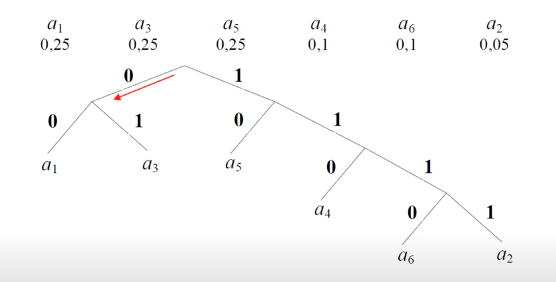 a₁ a₃ a₅ a₄ a₆ a₂
0,25 0,25 0,25 0,1 0,1 0,05
0 1
0 1 0 1
a₁ a₃ a₅ 0 1
a₄ 0 1
a₆ a₂